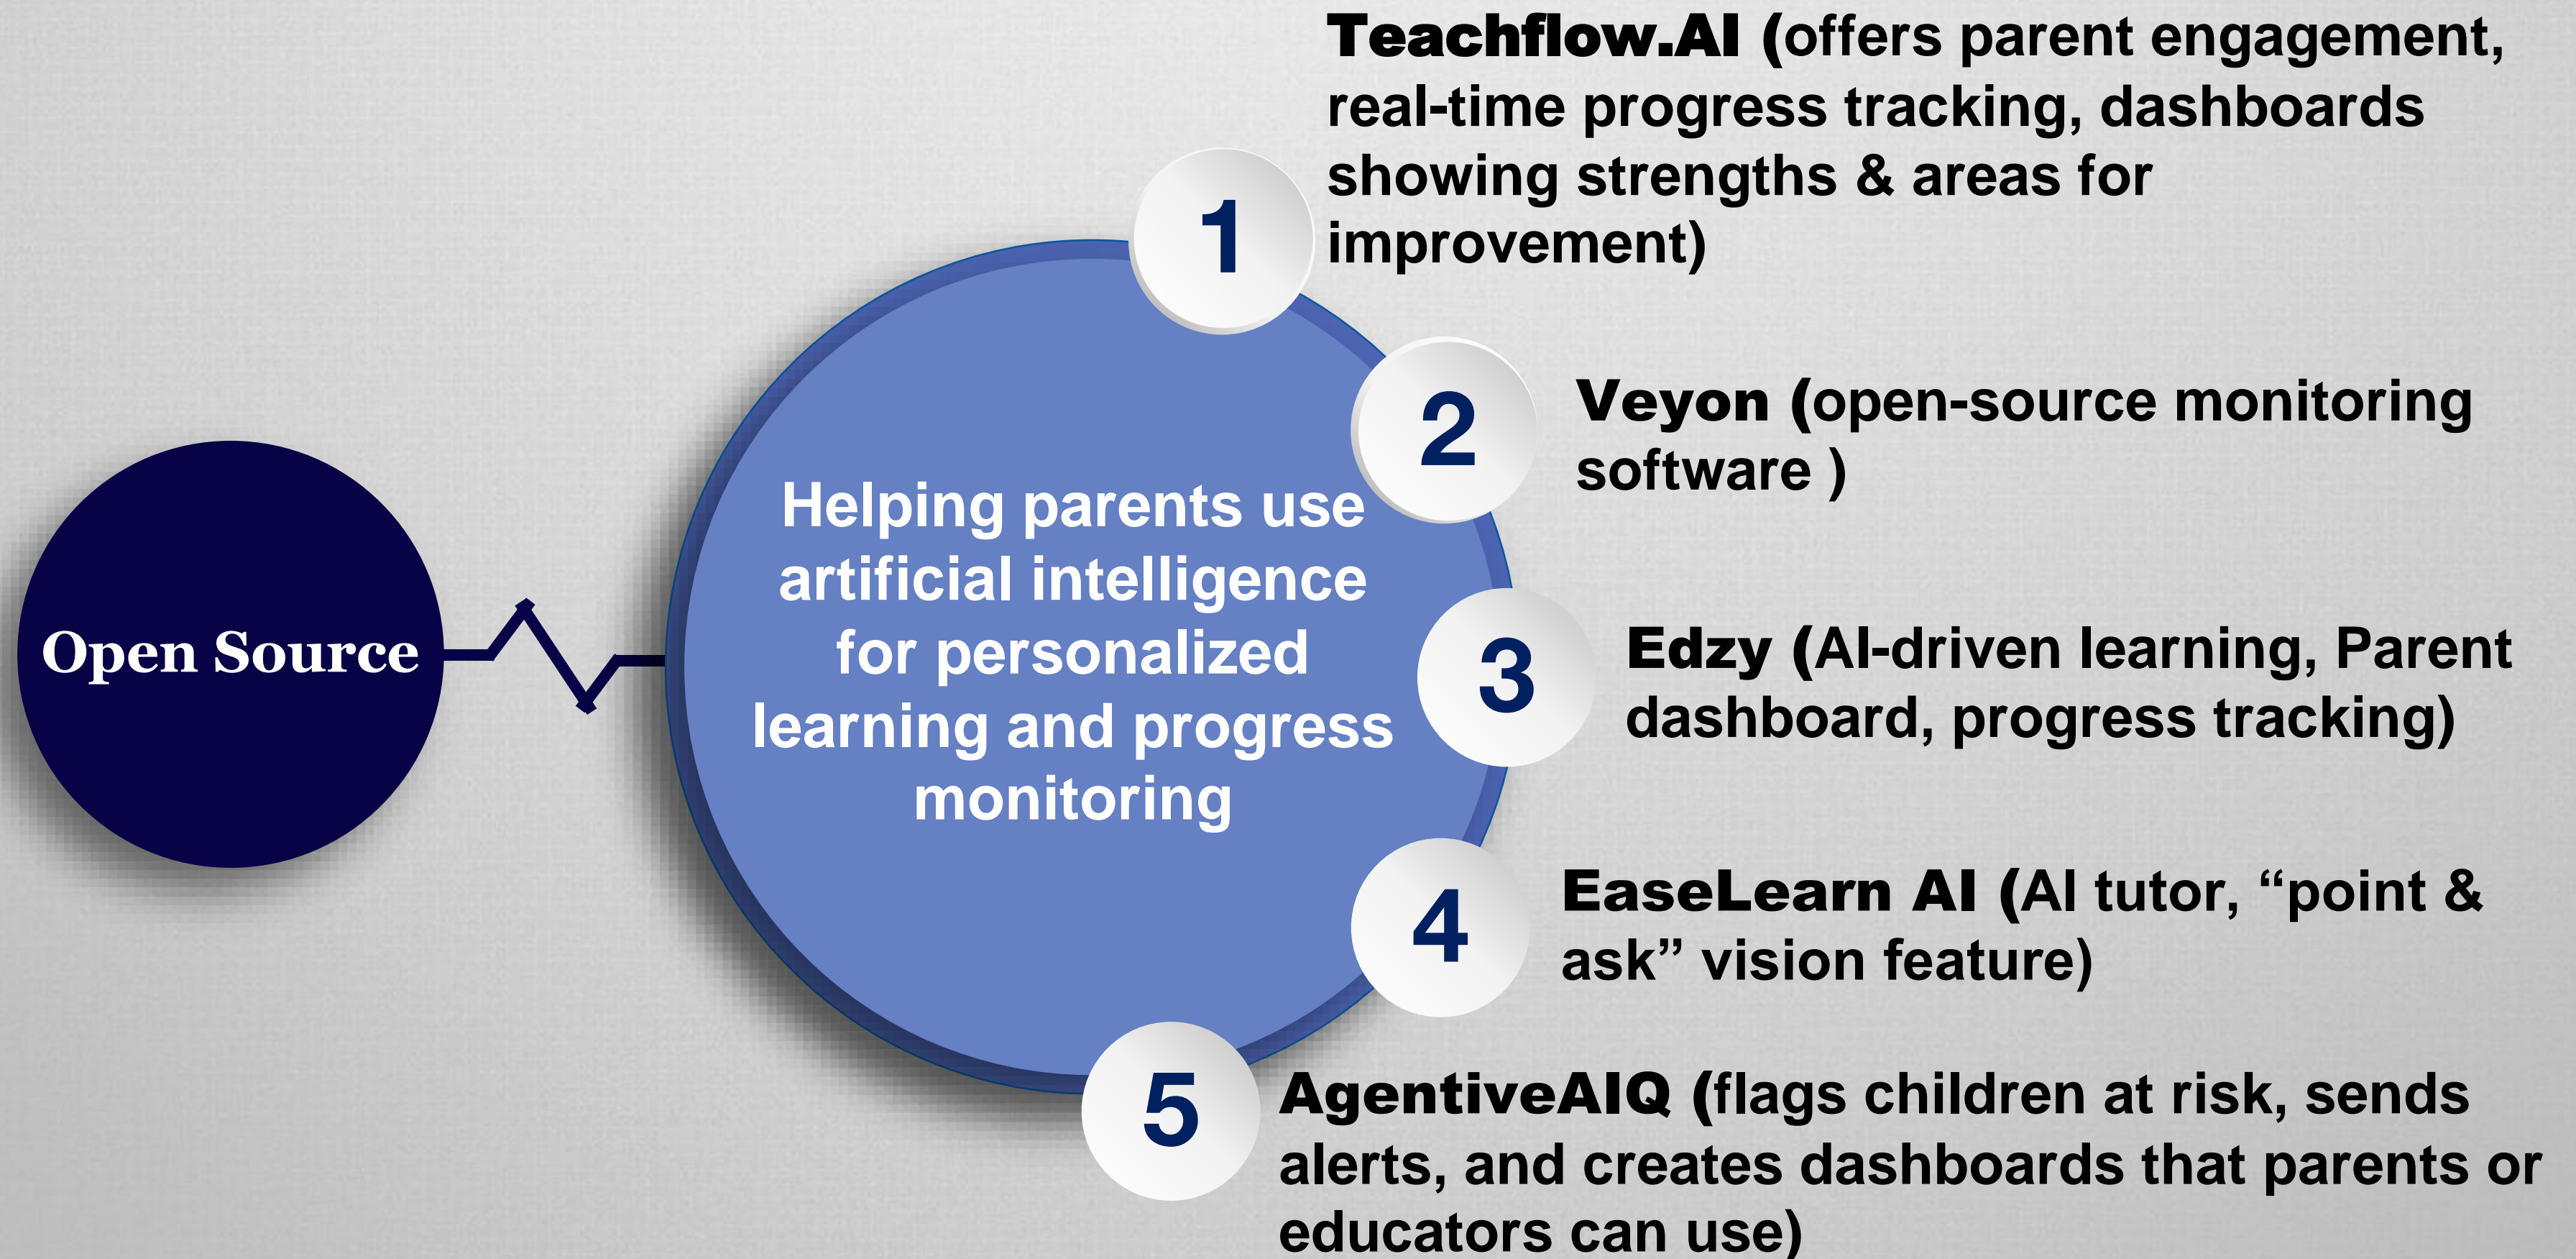 Open Source
Helping parents use
artificial intelligence
for personalized
learning and progress
monitoring
1
Teachflow.AI (offers parent engagement,
real-time progress tracking, dashboards
showing strengths & areas for
improvement)
2
Veyon (open-source monitoring
software )
3
Edzy (AI-driven learning, Parent
dashboard, progress tracking)
4
EaseLearn AI (AI tutor, “point &
ask” vision feature)
5
AgentiveAIQ (flags children at risk, sends
alerts, and creates dashboards that parents or
educators can use)